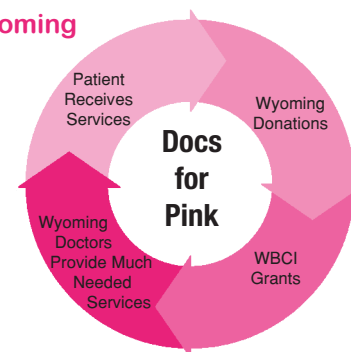 oming
Patient
Receives
Services
Wyoming
Donations
Docs
for
Pink
Wyoming
Doctors
Provide Much
Needed
Services
WBCI
Grants